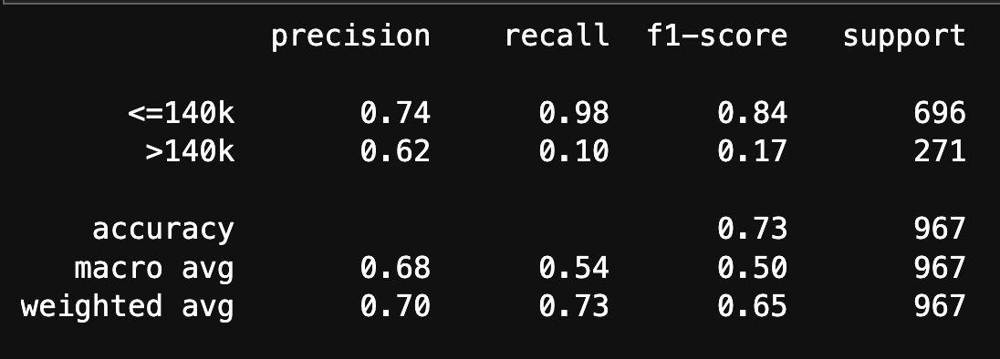 precision recall f1-score support
<=140k 0.74 0.98 0.84 696
>140k 0.62 0.10 0.17 271
accuracy 0.73 967
macro avg 0.68 0.54 0.50 967
weighted avg 0.70 0.73 0.65 967